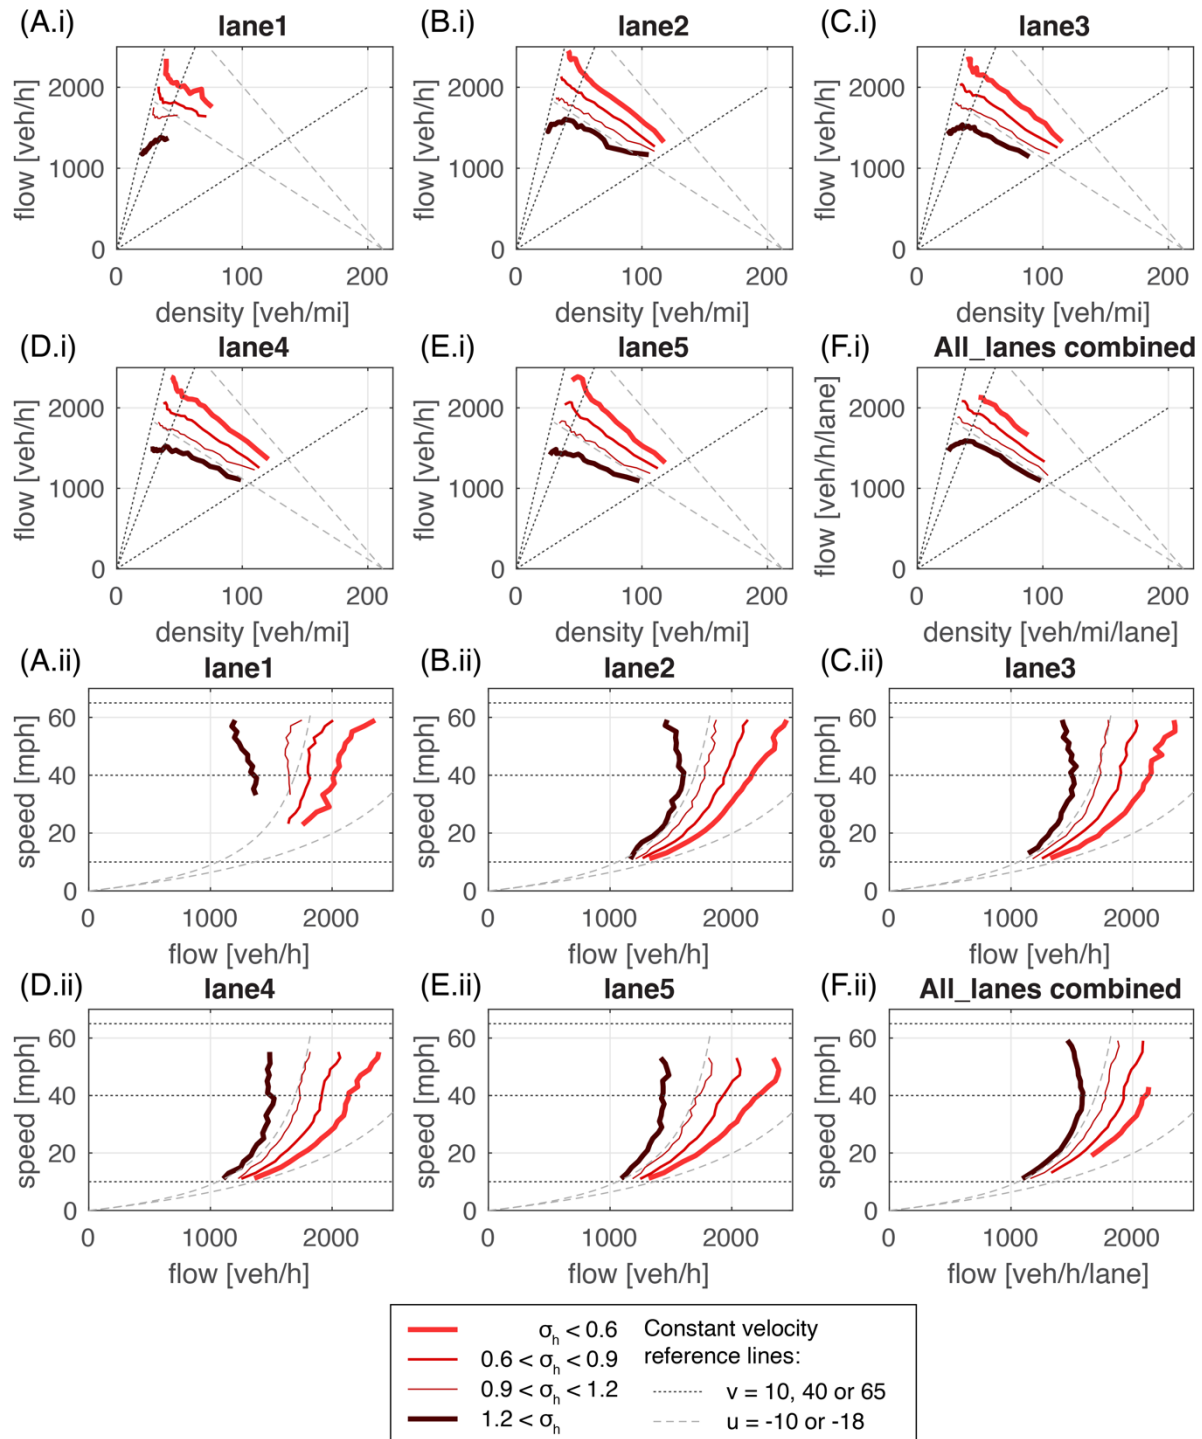 (A.i) lane1
flow [veh/h]
2000
1000
0
0 100 200
density [veh/mi]
(B.i) lane2
flow [veh/h]
2000
1000
0
0 100 200
density [veh/mi]
(C.i) lane3
flow [veh/h]
2000
1000
0
0 100 200
density [veh/mi]
(D.i) lane4
flow [veh/h]
2000
1000
0
0 100 200
density [veh/mi]
(E.i) lane5
flow [veh/h]
2000
1000
0
0 100 200
density [veh/mi]
(F.i) All_lanes combined
flow [veh/h/lane]
2000
1000
0
0 100 200
density [veh/mi/lane]
(A.ii) lane1
speed [mph]
60
40
20
0
0 1000 2000
flow [veh/h]
(B.ii) lane2
speed [mph]
60
40
20
0
0 1000 2000
flow [veh/h]
(C.ii) lane3
speed [mph]
60
40
20
0
0 1000 2000
flow [veh/h]
(D.ii) lane4
speed [mph]
60
40
20
0
0 1000 2000
flow [veh/h]
(E.ii) lane5
speed [mph]
60
40
20
0
0 1000 2000
flow [veh/h]
(F.ii) All_lanes combined
speed [mph]
60
40
20
0
0 1000 2000
flow [veh/h/lane]
σh < 0.6
0.6 < σh < 0.9
0.9 < σh < 1.2
1.2 < σh
Constant velocity
reference lines:
v = 10, 40 or 65
u = -10 or -18